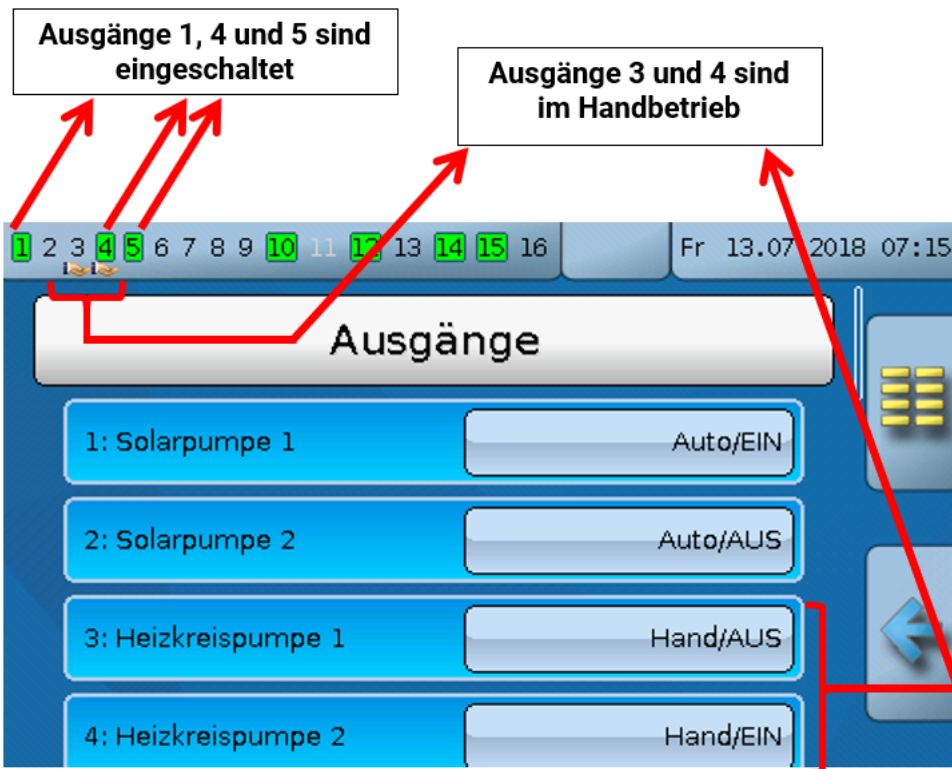 Ausgänge 1, 4 und 5 sind
eingeschaltet
Ausgänge 3 und 4 sind
im Handbetrieb
1 2 3 4 5 6 7 8 9 10 11 12 13 14 15 16
Fr 13.07.2018 07:15
Ausgänge
1: Solarpumpe 1 Auto/EIN
2: Solarpumpe 2 Auto/AUS
3: Heizkreispumpe 1 Hand/AUS
4: Heizkreispumpe 2 Hand/EIN